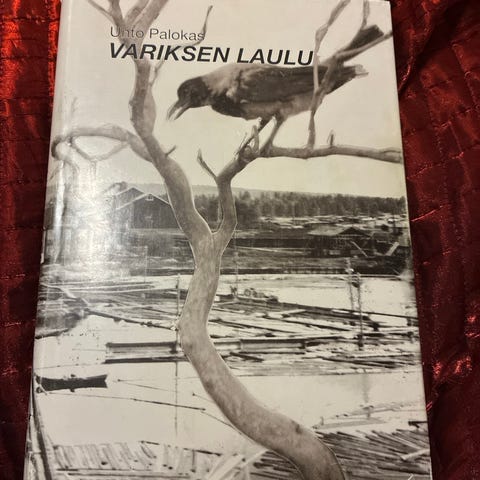 Unto Palokas
VARIKSEN LAULU